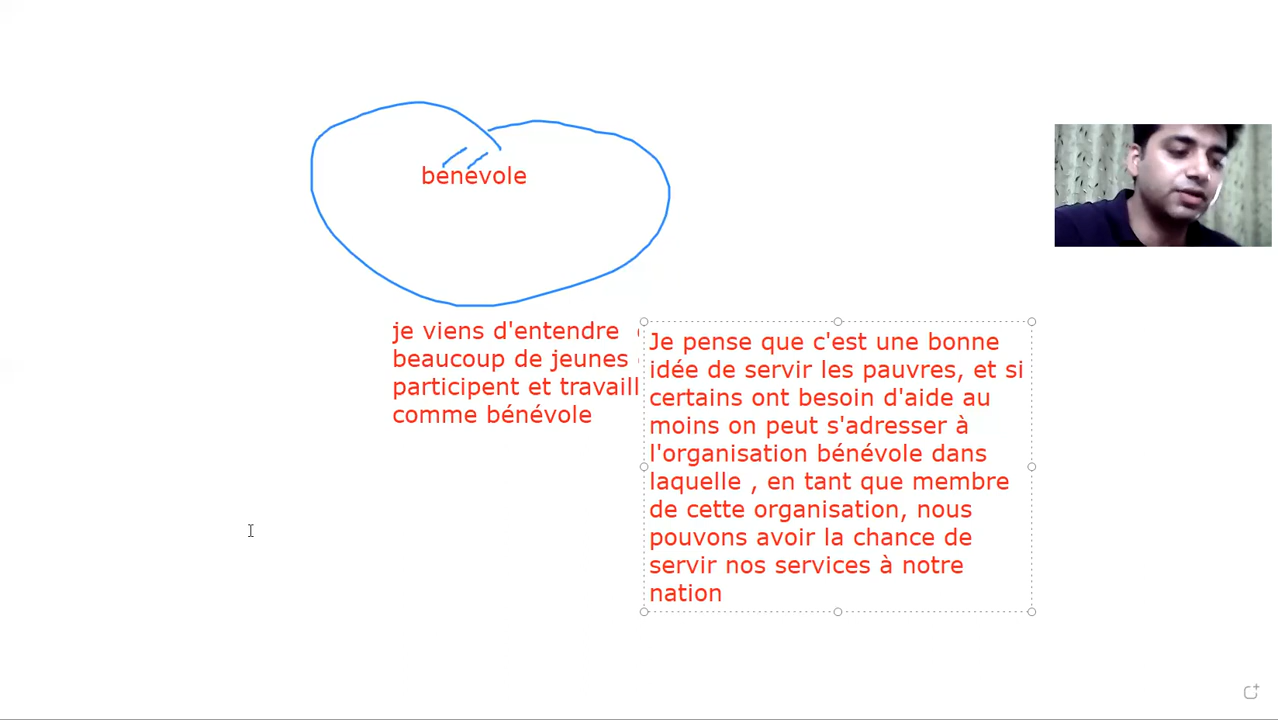 bénévole
je viens d'entendre
beaucoup de jeunes
participent et travaill
comme bénévole
Je pense que c'est une bonne
idée de servir les pauvres, et si
certains ont besoin d'aide au
moins on peut s'adresser à
l'organisation bénévole dans
laquelle , en tant que membre
de cette organisation, nous
pouvons avoir la chance de
servir nos services à notre
nation